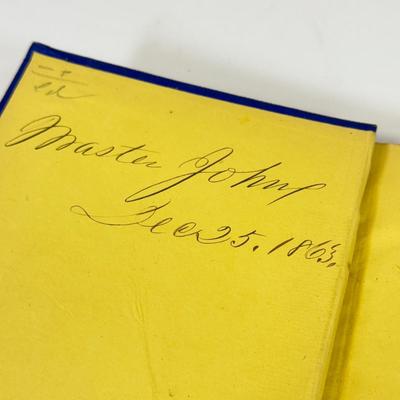 Master John
Dec 25. 1863.